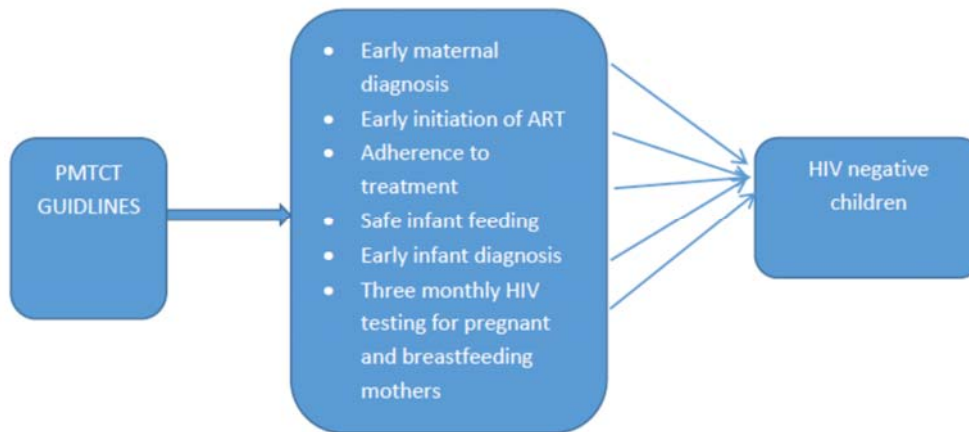 PMTCT
GUIDLINES
• Early maternal
diagnosis
• Early initiation of ART
• Adherence to
treatment
• Safe infant feeding
• Early infant diagnosis
• Three monthly HIV
testing for pregnant
and breastfeeding
mothers
HIV negative
children